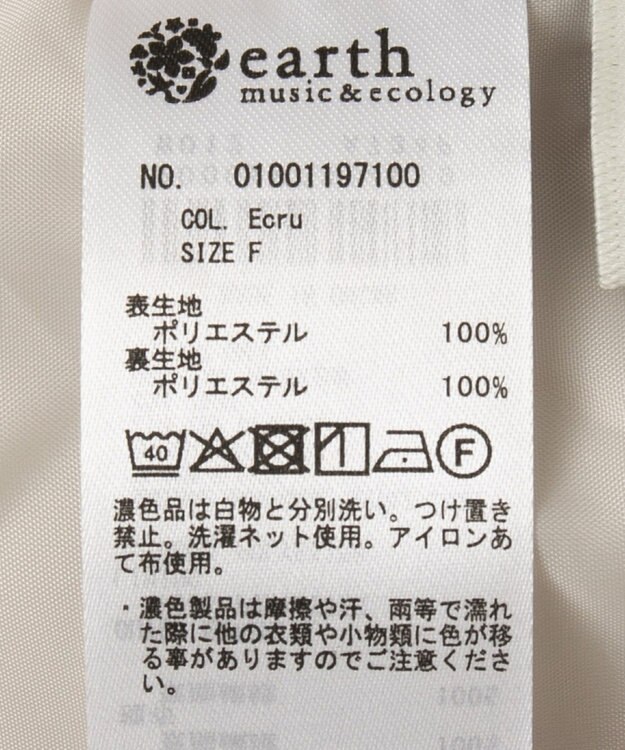 earth
music&ecology
NO. 01001197100
COL. Ecru
SIZE F
表生地
ポリエステル 100%
裏生地
ポリエステル 100%
40 F
濃色品は白物と分別洗い。つけ置き
禁止。洗濯ネット使用。アイロンあ
て布使用。
・濃色製品は摩擦や汗、雨等で濡れ
た際に他の衣類や小物類に色が移
る事がありますのでご注意くださ
い。